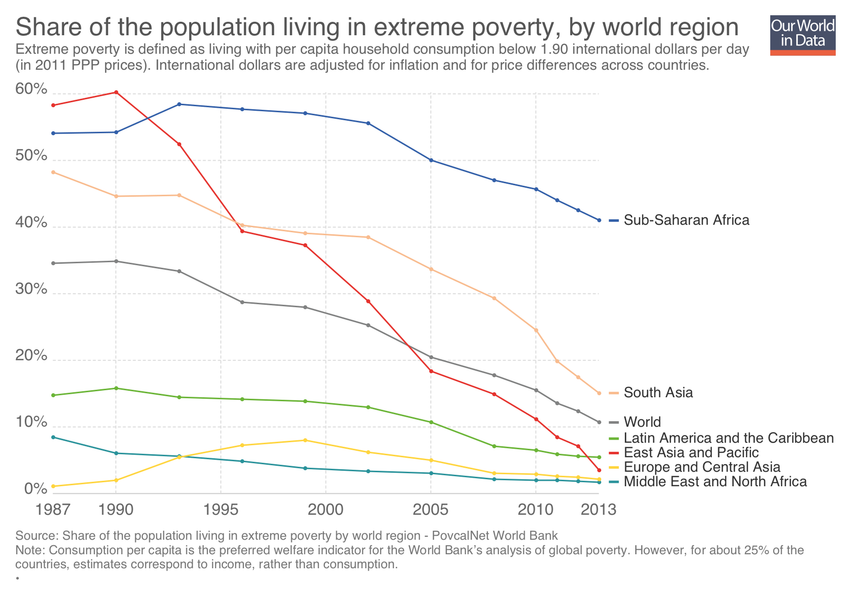 Share of the population living in extreme poverty, by world region
Our World
in Data
Extreme poverty is defined as living with per capita household consumption below 1.90 international dollars per day
(in 2011 PPP prices). International dollars are adjusted for inflation and for price differences across countries.
60%
50%
40%
30%
20%
10%
0%
Sub-Saharan Africa
South Asia
World
Latin America and the Caribbean
East Asia and Pacific
Europe and Central Asia
Middle East and North Africa
1987 1990 1995 2000 2005 2010 2013
Source: Share of the population living in extreme poverty by world region - PovcalNet World Bank
Note: Consumption per capita is the preferred welfare indicator for the World Bank's analysis of global poverty. However, for about 25% of the
countries, estimates correspond to income, rather than consumption.
•